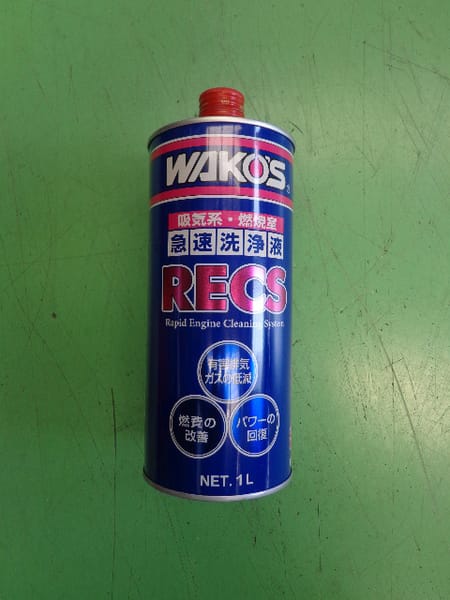 WAKO'S
吸気系・燃焼室
急速洗浄液
RECS
Rapid Engine Cleaning System
有害排気
ガスの低減
燃費の
改善
パワーの
回復
NET. 1L